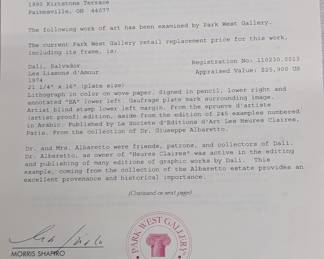 1890 Kirtstone Terrace
Painesville, OH 44077
The following work of art has been examined by Park West Gallery.
The current Park West Gallery retail replacement price for this work,
including its frame, is:
Dali, Salvador
Registration No: 110230.0013
Les Liasons d'Amour
Appraised Value: $25,900 US
1974
21 1/4" x 16" (plate size)
Lithograph in color on wove paper. Signed in pencil, lower right and
annotated "EA" lower left. Gaufrage plate mark surrounding image.
Artist blind stamp lower left margin, from the epreuve d'artiste
(artist proof) edition, aside from the edition of 246 examples numbered
in Arabic. Published by Le Societe d'Editions d'Art Les Heures Claires,
Paris. From the collection of Dr. Giuseppe Albaretto.
Dr. and Mrs. Albaretto were friends, patrons, and collectors of Dali.
Dr. Albaretto, as owner of "Heures Claires" was active in the editing
and publishing of many editions of graphic works by Dali. This
example, coming from the collection of the Albaretto estate provides an
excellent provenance and historical importance.
(Continued on next page)
PARK WEST GALLERY
MORRIS SHAPIRO